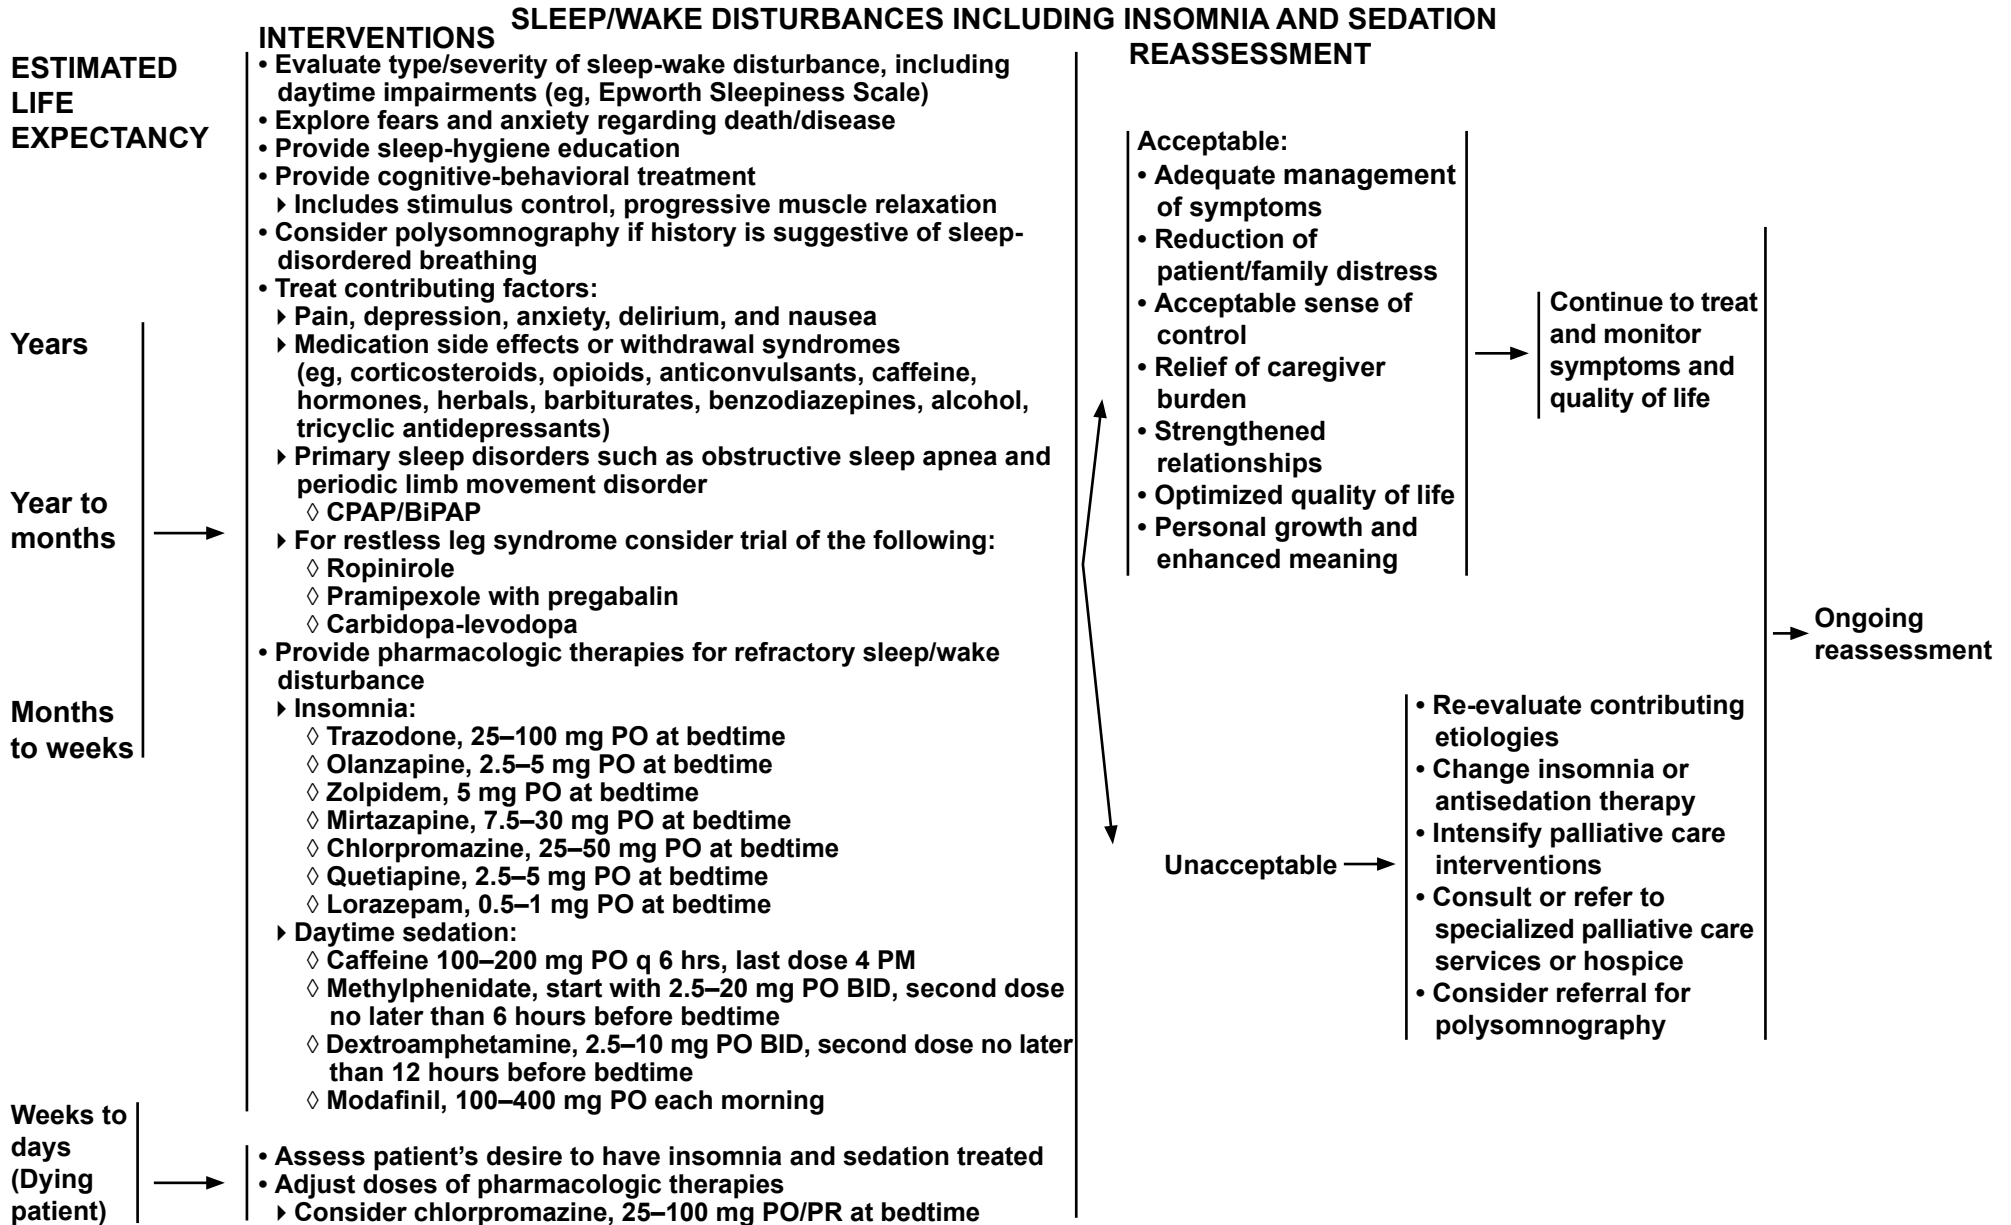 SLEEP/WAKE DISTURBANCES INCLUDING INSOMNIA AND SEDATION
ESTIMATED
LIFE
EXPECTANCY
Years
Year to
months
Months
to weeks
INTERVENTIONS
• Evaluate type/severity of sleep-wake disturbance, including
daytime impairments (eg, Epworth Sleepiness Scale)
• Explore fears and anxiety regarding death/disease
• Provide sleep-hygiene education
• Provide cognitive-behavioral treatment
▸ Includes stimulus control, progressive muscle relaxation
• Consider polysomnography if history is suggestive of sleep-
disordered breathing
• Treat contributing factors:
▸ Pain, depression, anxiety, delirium, and nausea
▸ Medication side effects or withdrawal syndromes
(eg, corticosteroids, opioids, anticonvulsants, caffeine,
hormones, herbals, barbiturates, benzodiazepines, alcohol,
tricyclic antidepressants)
▸ Primary sleep disorders such as obstructive sleep apnea and
periodic limb movement disorder
◊ CPAP/BiPAP
▸ For restless leg syndrome consider trial of the following:
◊ Ropinirole
◊ Pramipexole with pregabalin
◊ Carbidopa-levodopa
• Provide pharmacologic therapies for refractory sleep/wake
disturbance
▸ Insomnia:
◊ Trazodone, 25–100 mg PO at bedtime
◊ Olanzapine, 2.5–5 mg PO at bedtime
◊ Zolpidem, 5 mg PO at bedtime
◊ Mirtazapine, 7.5–30 mg PO at bedtime
◊ Chlorpromazine, 25–50 mg PO at bedtime
◊ Quetiapine, 2.5–5 mg PO at bedtime
◊ Lorazepam, 0.5–1 mg PO at bedtime
▸ Daytime sedation:
◊ Caffeine 100–200 mg PO q 6 hrs, last dose 4 PM
◊ Methylphenidate, start with 2.5–20 mg PO BID, second dose
no later than 6 hours before bedtime
◊ Dextroamphetamine, 2.5–10 mg PO BID, second dose no later
than 12 hours before bedtime
◊ Modafinil, 100–400 mg PO each morning
Weeks to
days
(Dying
patient)
• Assess patient’s desire to have insomnia and sedation treated
• Adjust doses of pharmacologic therapies
▸ Consider chlorpromazine, 25–100 mg PO/PR at bedtime
REASSESSMENT
Acceptable:
• Adequate management
of symptoms
• Reduction of
patient/family distress
• Acceptable sense of
control
• Relief of caregiver
burden
• Strengthened
relationships
• Optimized quality of life
• Personal growth and
enhanced meaning
Continue to treat
and monitor
symptoms and
quality of life
Unacceptable
• Re-evaluate contributing
etiologies
• Change insomnia or
antisedation therapy
• Intensify palliative care
interventions
• Consult or refer to
specialized palliative care
services or hospice
• Consider referral for
polysomnography
Ongoing
reassessment